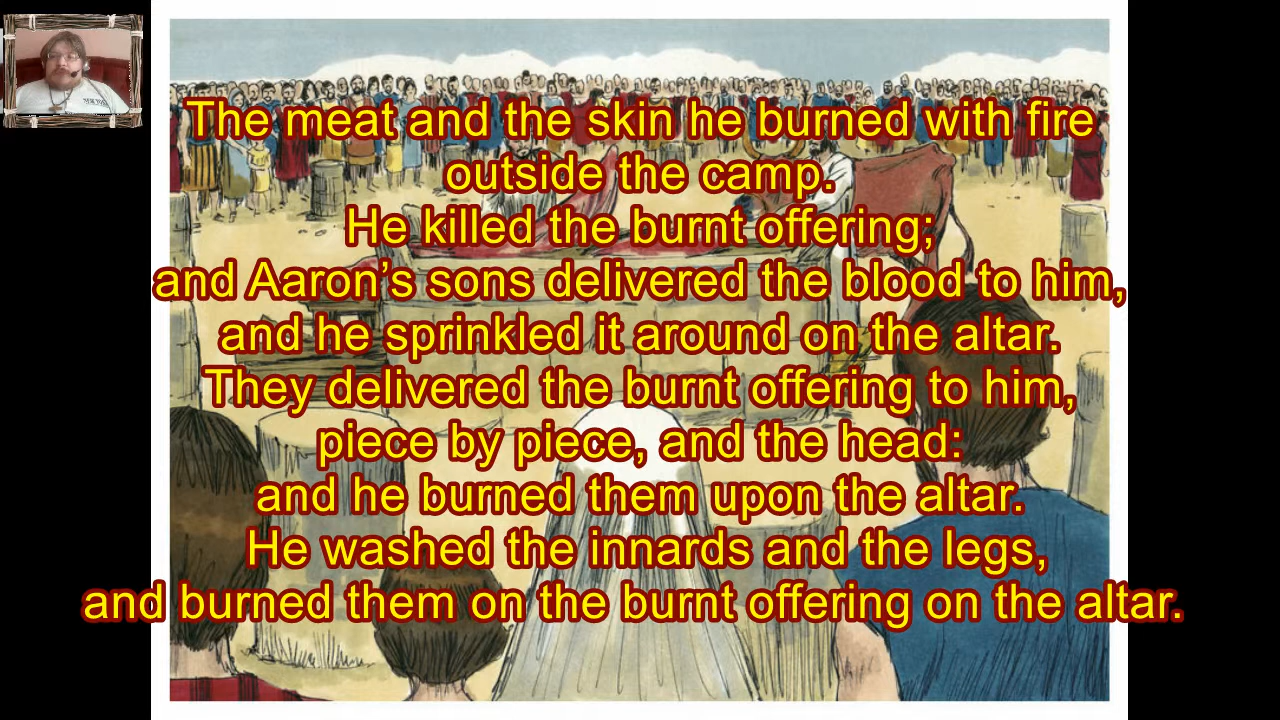 The meat and the skin he burned with fire
outside the camp.
He killed the burnt offering;
and Aaron’s sons delivered the blood to him,
and he sprinkled it around on the altar.
They delivered the burnt offering to him,
piece by piece, and the head:
and he burned them upon the altar.
He washed the innards and the legs,
and burned them on the burnt offering on the altar.